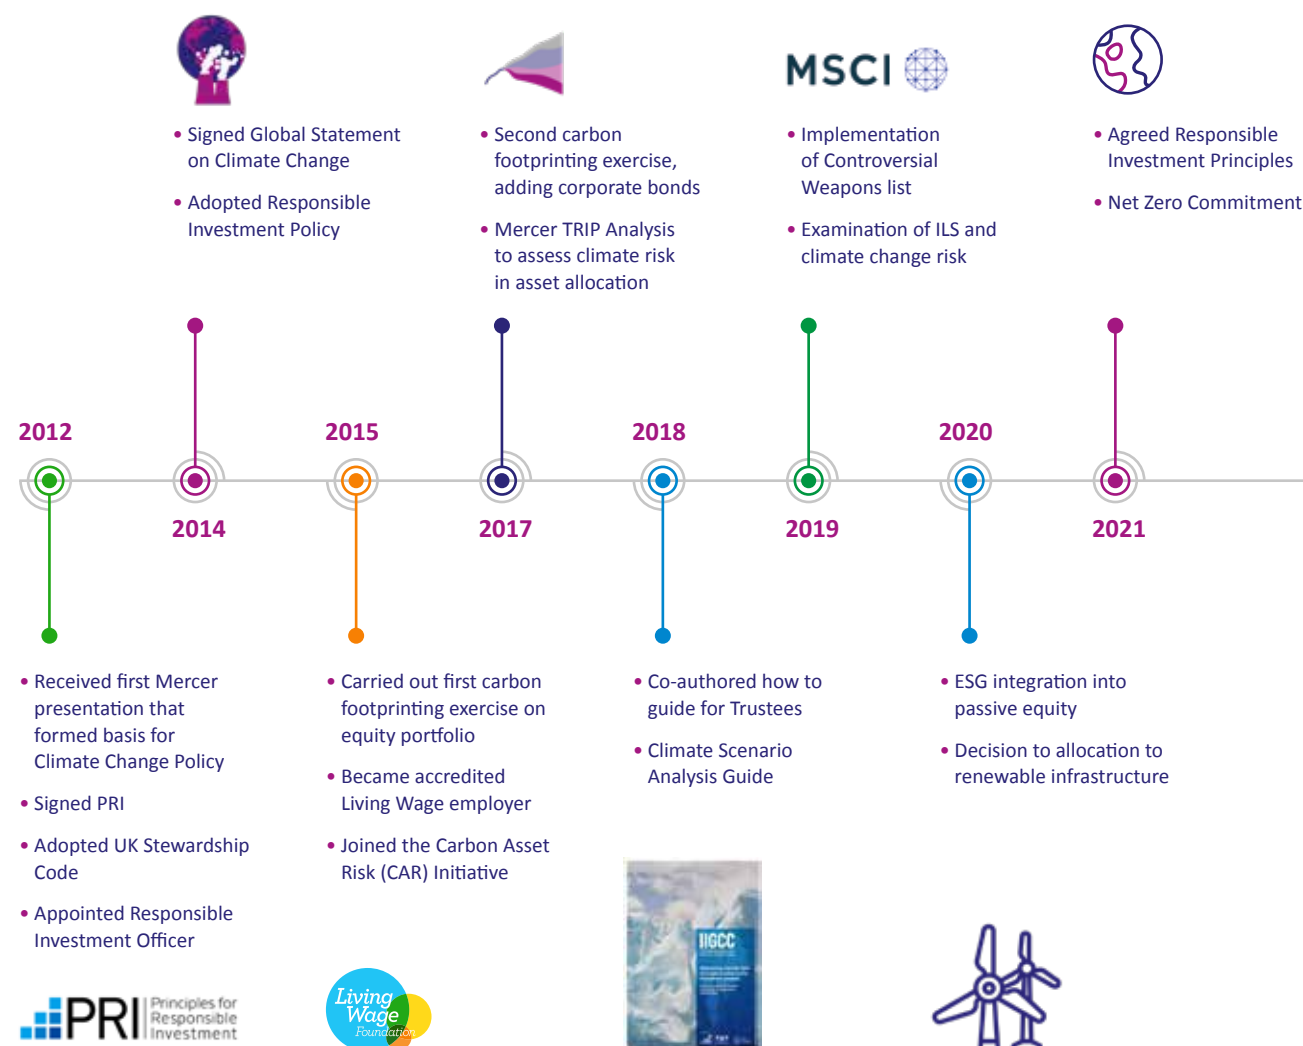 MSCI
• Signed Global Statement
on Climate Change
• Adopted Responsible
Investment Policy
• Second carbon
footprinting exercise,
adding corporate bonds
• Mercer TRIP Analysis
to assess climate risk
in asset allocation
• Implementation
of Controversial
Weapons list
• Examination of ILS and
climate change risk
• Agreed Responsible
Investment Principles
• Net Zero Commitment
2012
2015
2018
2020
2014
2017
2019
2021
• Received first Mercer
presentation that
formed basis for
Climate Change Policy
• Signed PRI
• Adopted UK Stewardship
Code
• Appointed Responsible
Investment Officer
• Carried out first carbon
footprinting exercise on
equity portfolio
• Became accredited
Living Wage employer
• Joined the Carbon Asset
Risk (CAR) Initiative
• Co-authored how to
guide for Trustees
• Climate Scenario
Analysis Guide
• ESG integration into
passive equity
• Decision to allocation to
renewable infrastructure
PRI
Principles for
Responsible
Investment
Living
Wage
Foundation
IIGCC